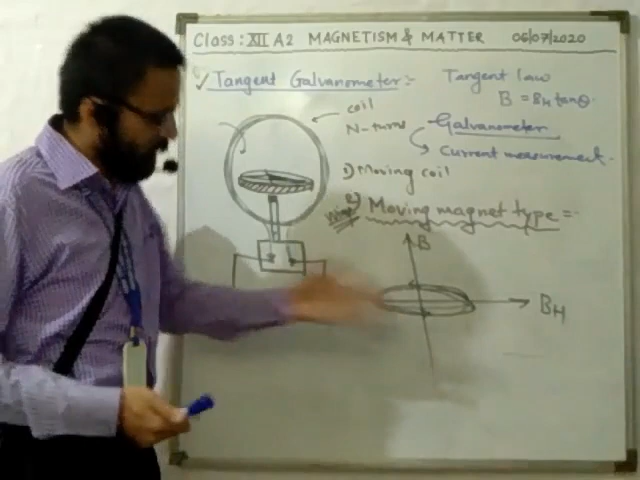 Class: XII A2 MAGNETISM & MATTER 06/07/2020
✓ Tangent Galvanometer:- Tangent law
B = BH tanθ.
coil
N-turns
Galvanometer
Current measurement.
1) Moving coil
2) Moving magnet type =-
B
BH